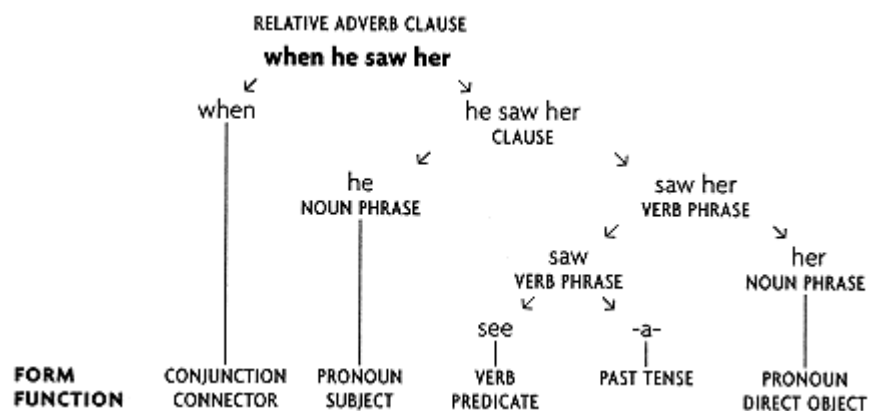 RELATIVE ADVERB CLAUSE
when he saw her
when
he saw her
CLAUSE
he
NOUN PHRASE
saw her
VERB PHRASE
saw
VERB PHRASE
her
NOUN PHRASE
see
-a-
FORM CONJUNCTION PRONOUN VERB PAST TENSE PRONOUN
FUNCTION CONNECTOR SUBJECT PREDICATE DIRECT OBJECT